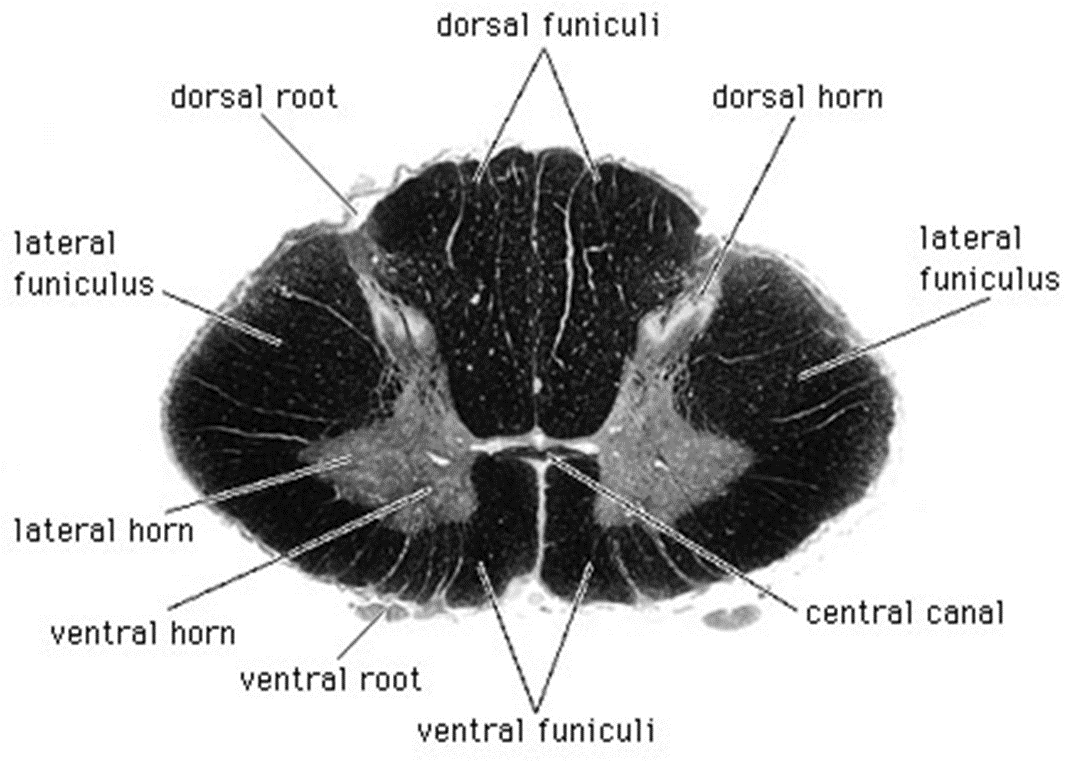 dorsal funiculi
dorsal root
dorsal horn
lateral
funiculus
lateral
funiculus
lateral horn
ventral horn
central canal
ventral root
ventral funiculi